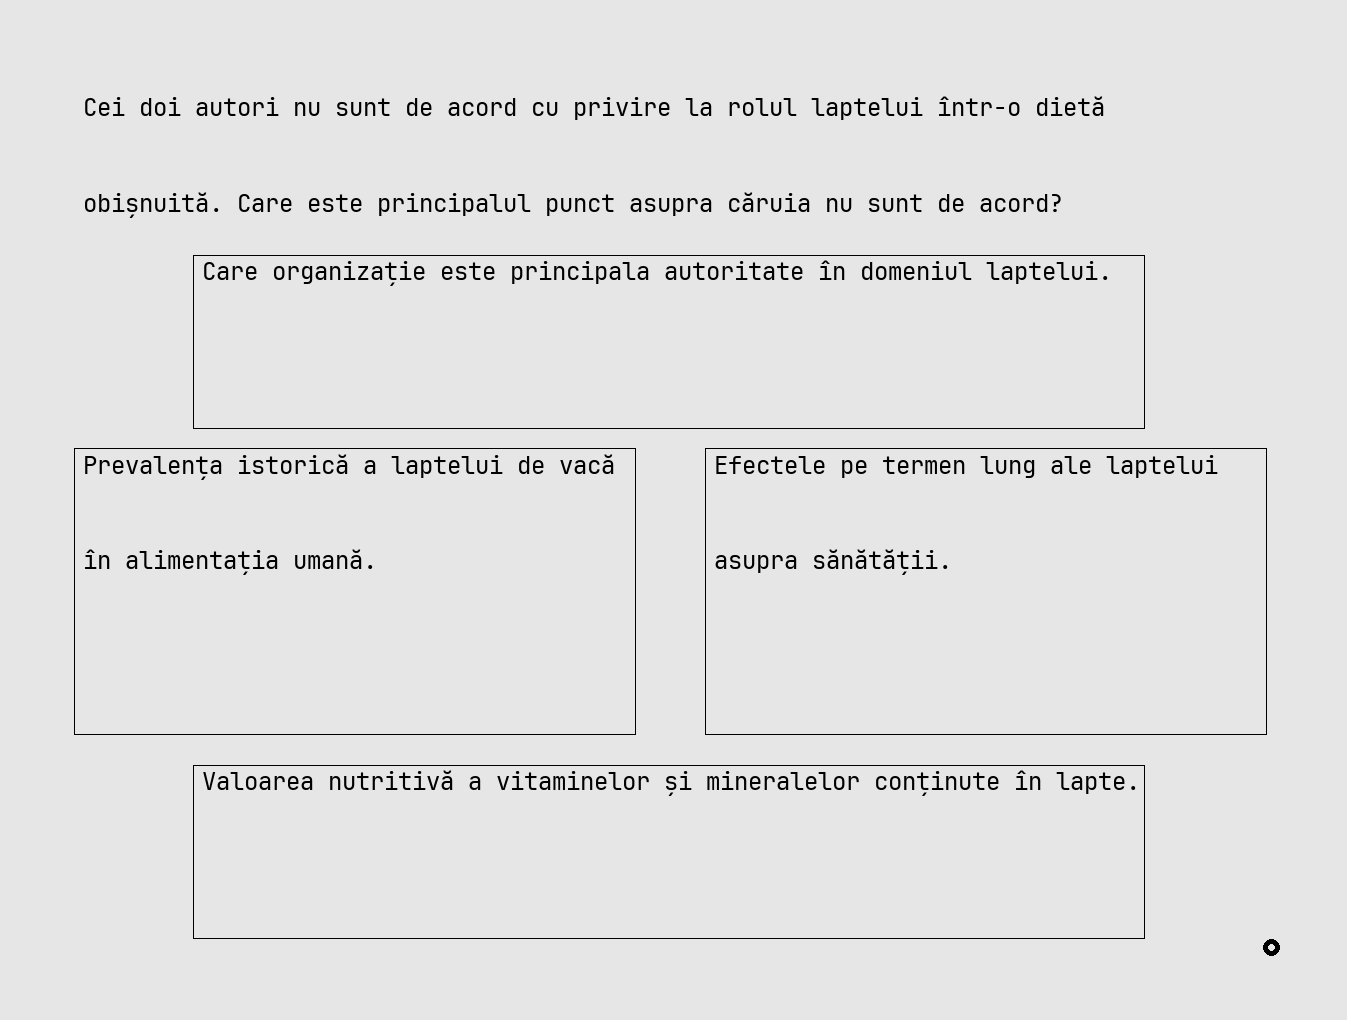 Cei doi autori nu sunt de acord cu privire la rolul laptelui într-o dietă
obișnuită. Care este principalul punct asupra căruia nu sunt de acord?
Care organizație este principala autoritate în domeniul laptelui.
Prevalența istorică a laptelui de vacă
în alimentația umană.
Efectele pe termen lung ale laptelui
asupra sănătății.
Valoarea nutritivă a vitaminelor și mineralelor conținute în lapte.